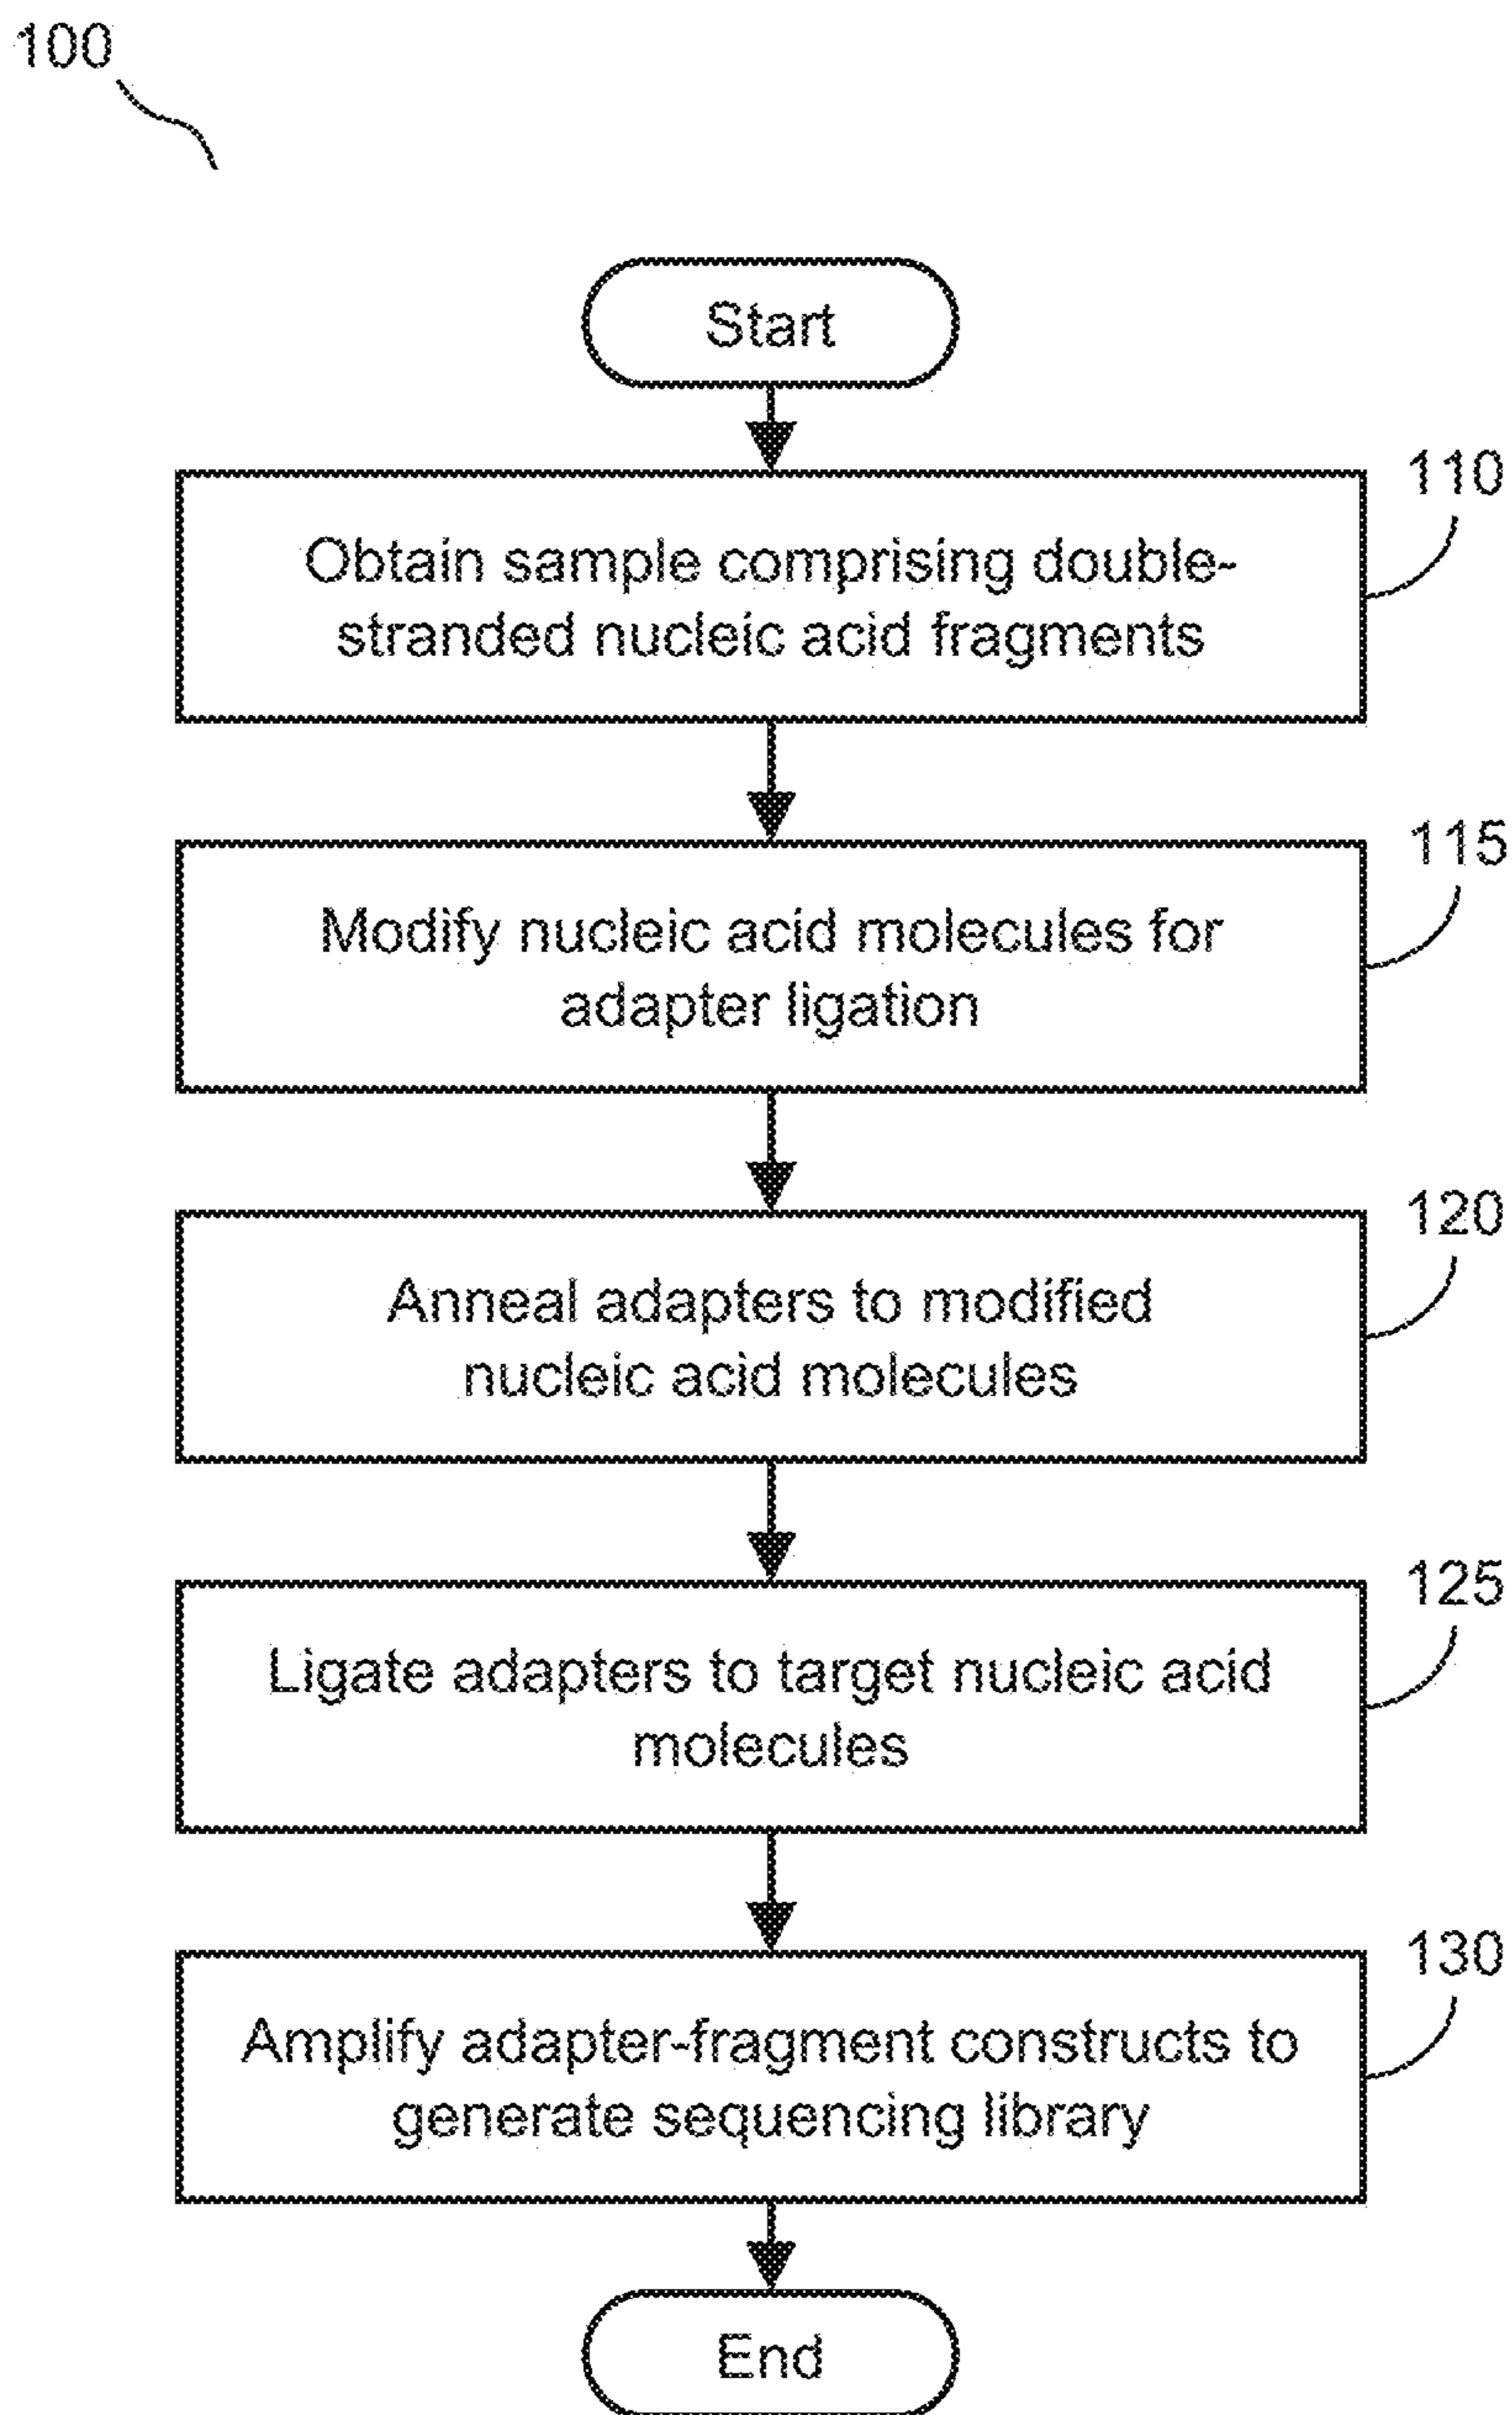 100
Start
110
Obtain sample comprising double-
stranded nucleic acid fragments
115
Modify nucleic acid molecules for
adapter ligation
120
Anneal adapters to modified
nucleic acid molecules
125
Ligate adapters to target nucleic acid
molecules
130
Amplify adapter-fragment constructs to
generate sequencing library
End